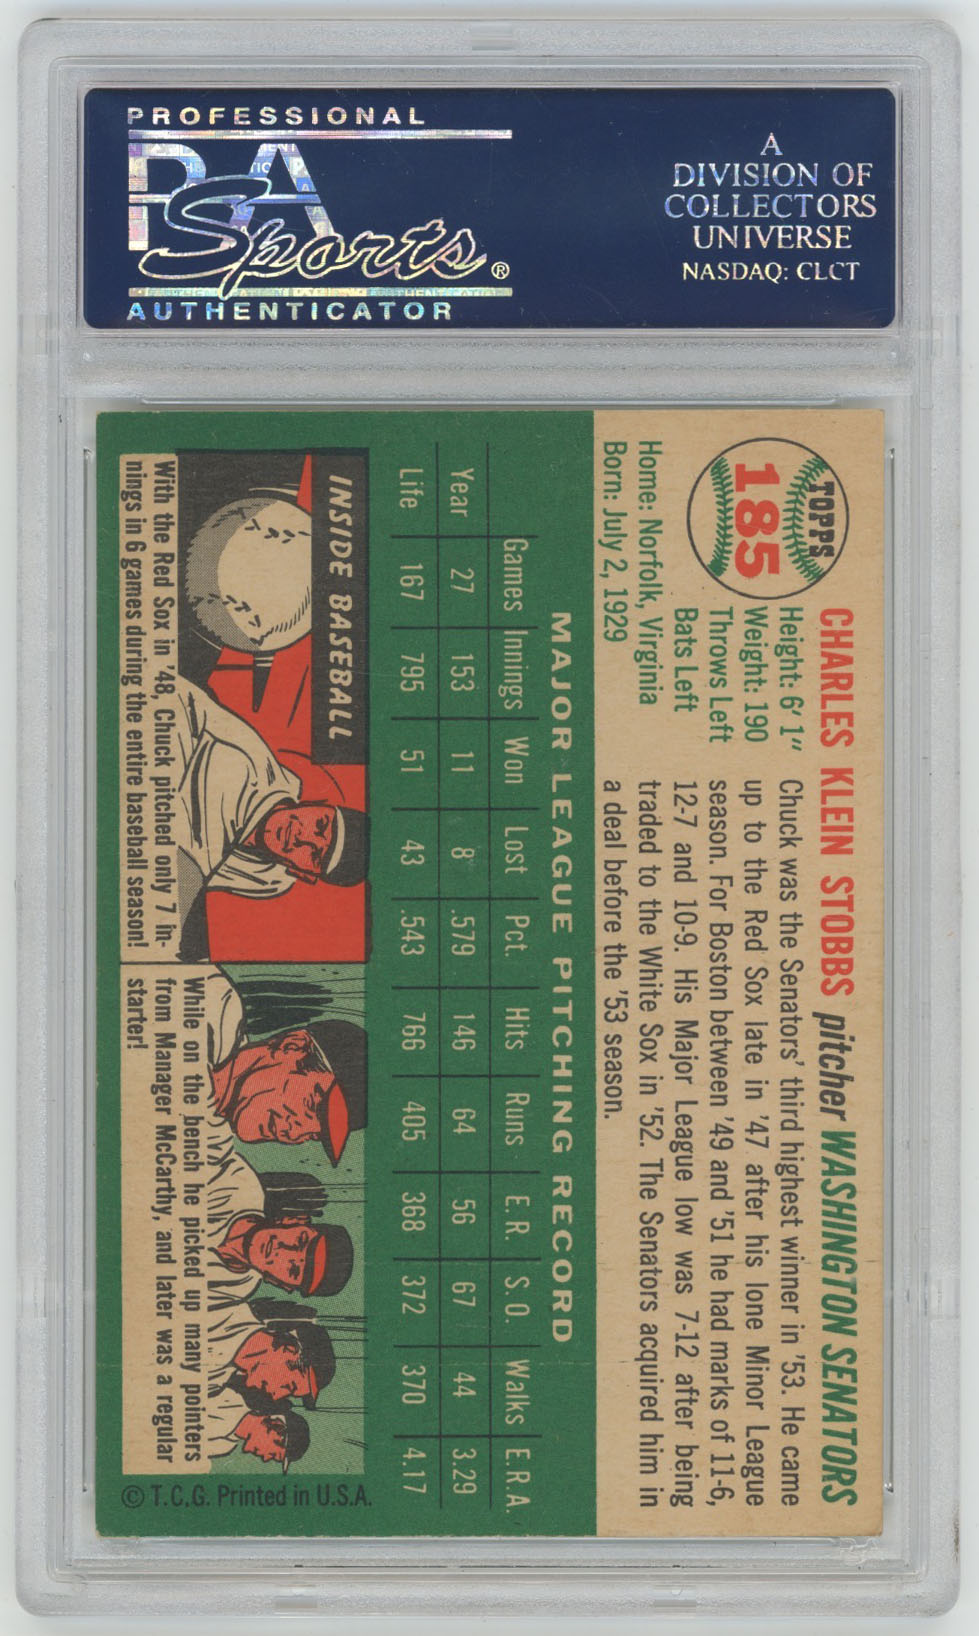 PROFESSIONAL
PSA
Sports®
AUTHENTICATOR
A
DIVISION OF
COLLECTORS
UNIVERSE
NASDAQ: CLCT
TOPPS
185
CHARLES KLEIN STOBBS pitcher WASHINGTON SENATORS
Height: 6' 1"
Weight: 190
Throws Left
Bats Left
Home: Norfolk, Virginia
Born: July 2, 1929
Chuck was the Senators' third highest winner in '53. He came
up to the Red Sox late in '47 after his lone Minor League
season. For Boston between '49 and '51 he had marks of 11-6,
12-7 and 10-9. His Major League low was 7-12 after being
traded to the White Sox in '52. The Senators acquired him in
a deal before the '53 season.
MAJOR LEAGUE PITCHING RECORD
Games Innings Won Lost Pct. Hits Runs E. R. S. O. Walks E.R.A.
Year 27 153 11 8 .579 146 64 56 67 44 3.29
Life 167 795 51 43 .543 766 405 368 372 370 4.17
INSIDE BASEBALL
With the Red Sox in '48, Chuck pitched only 7 in-
nings in 6 games during the entire baseball season!
While on the bench he picked up many pointers
from Manager McCarthy, and later was a regular
starter!
© T.C.G. Printed in U.S.A.